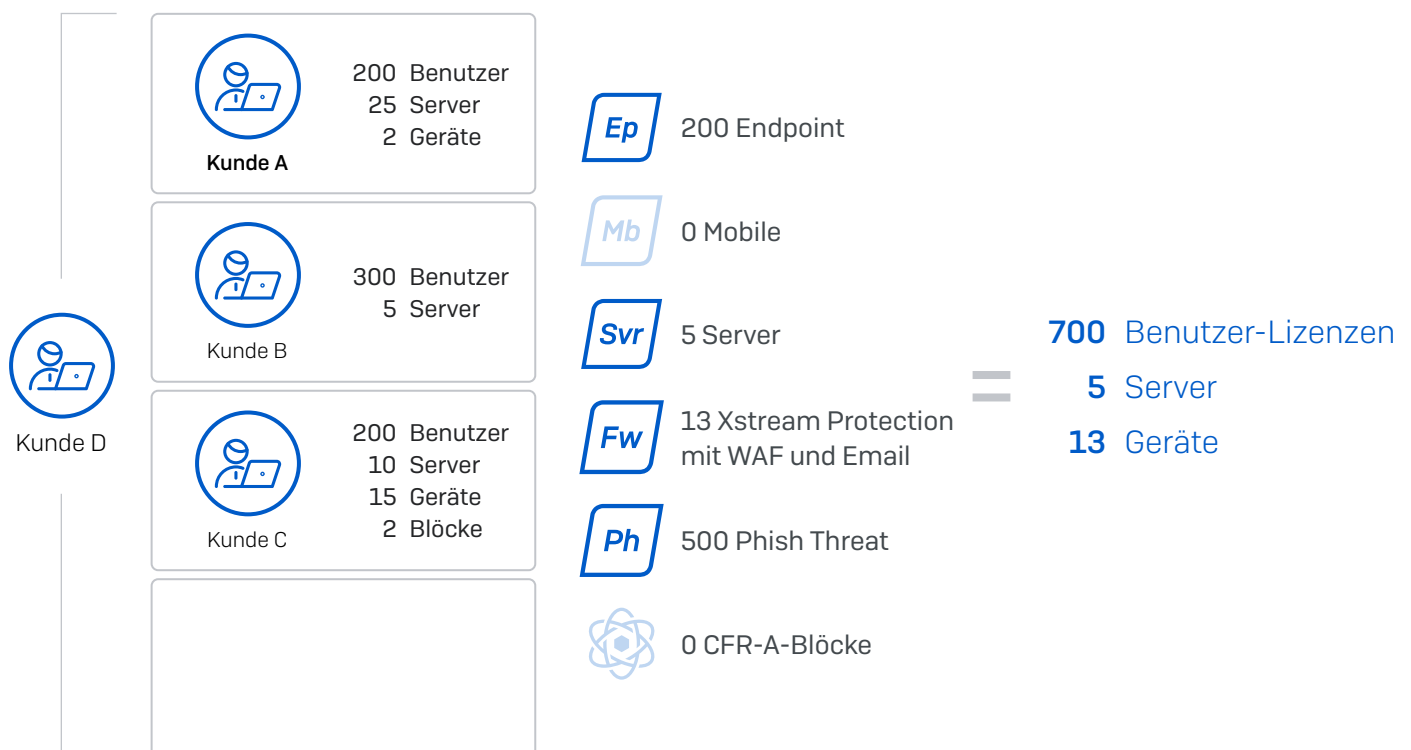 200 Benutzer
25 Server
2 Geräte
Kunde A
300 Benutzer
5 Server
Kunde B
200 Benutzer
10 Server
15 Geräte
2 Blöcke
Kunde C
Kunde D
Ep 200 Endpoint
Mb 0 Mobile
Svr 5 Server
Fw 13 Xstream Protection
mit WAF und Email
Ph 500 Phish Threat
0 CFR-A-Blöcke
=
700 Benutzer-Lizenzen
5 Server
13 Geräte